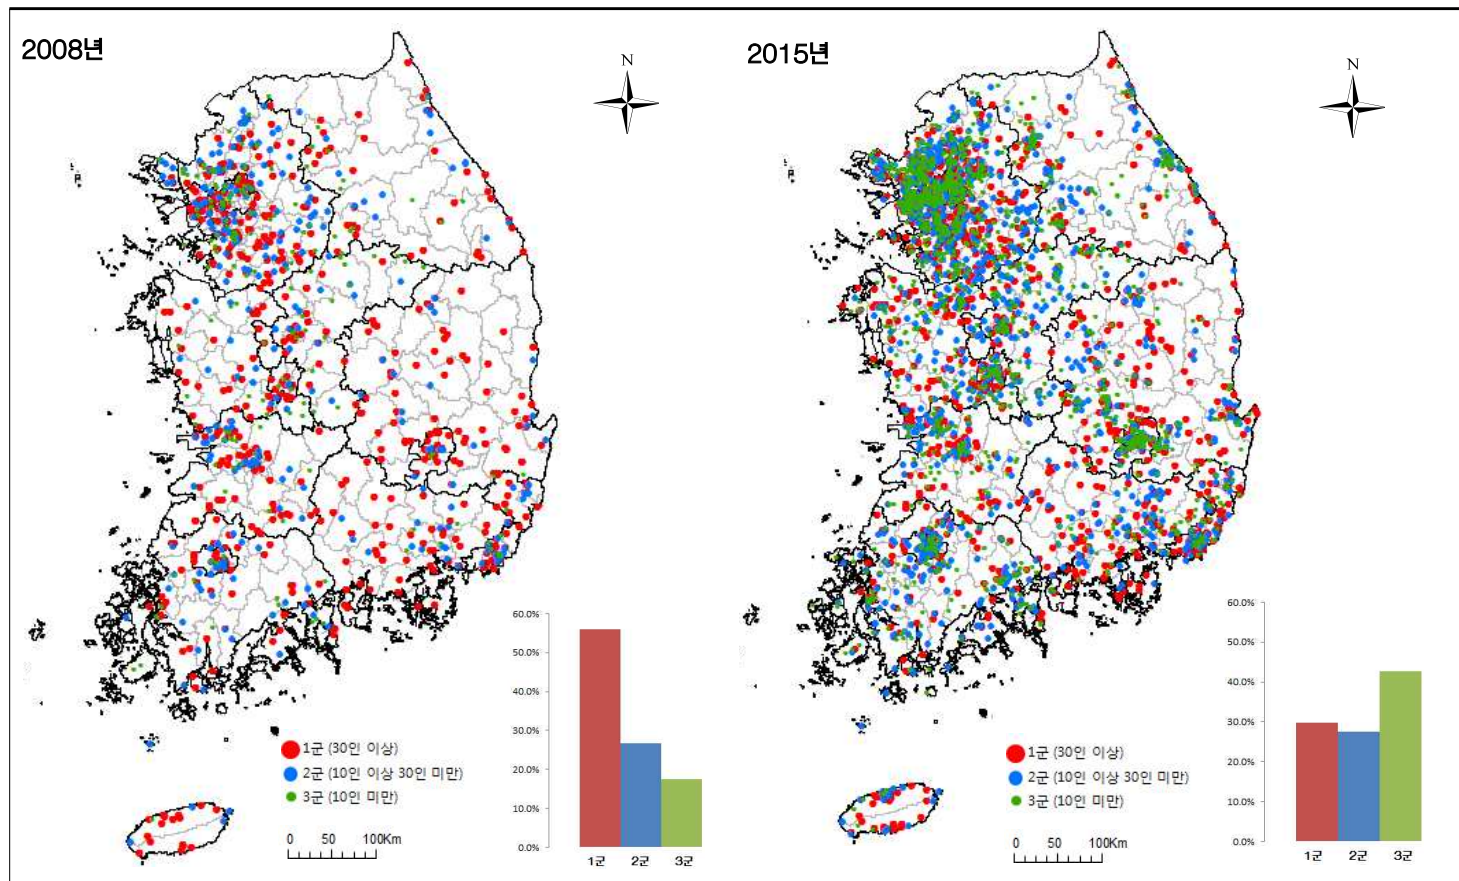 2008년
N
60.0%
50.0%
40.0%
30.0%
20.0%
10.0%
0.0%
1군
2군
3군
1군 (30인 이상)
2군 (10인 이상 30인 미만)
3군 (10인 미만)
0 50 100Km
2015년
N
60.0%
50.0%
40.0%
30.0%
20.0%
10.0%
0.0%
1군
2군
3군
1군 (30인 이상)
2군 (10인 이상 30인 미만)
3군 (10인 미만)
0 50 100Km